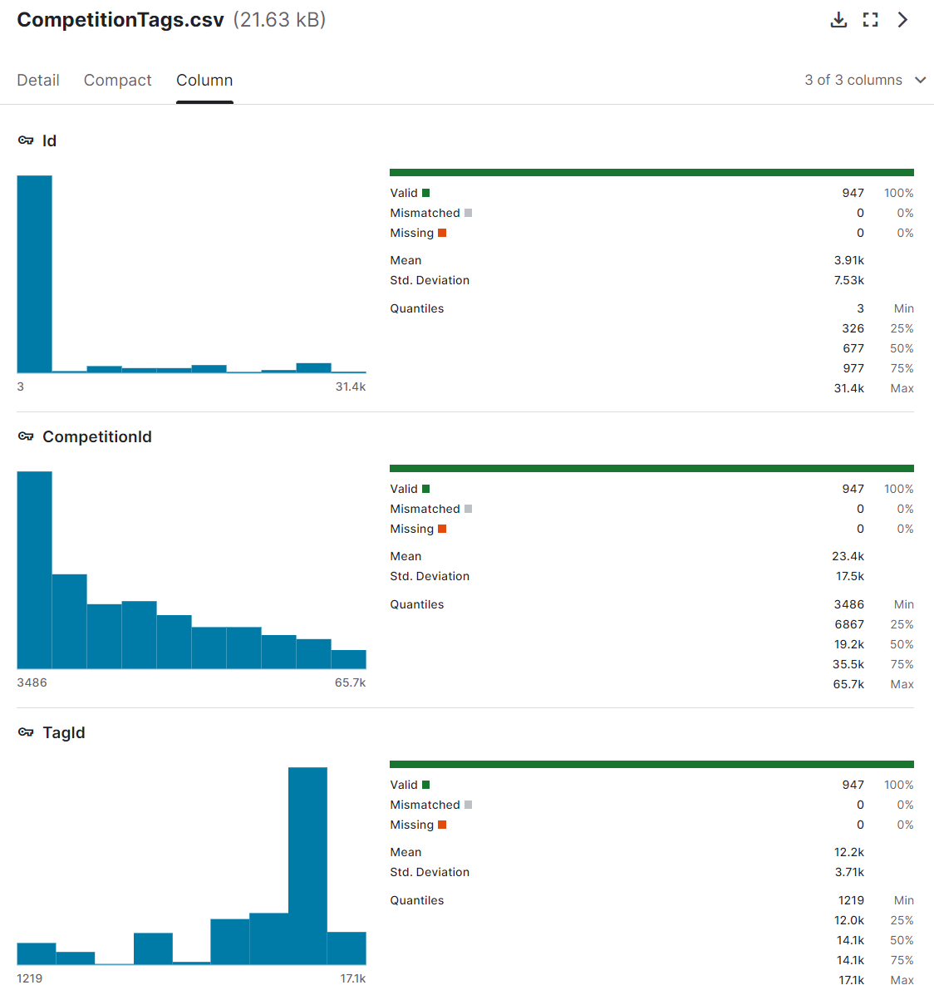 CompetitionTags.csv (21.63 kB)
Detail Compact Column 3 of 3 columns
Id
Valid 947 100%
Mismatched 0 0%
Missing 0 0%
Mean 3.91k
Std. Deviation 7.53k
Quantiles 3 Min
326 25%
677 50%
977 75%
31.4k Max
3 31.4k
CompetitionId
Valid 947 100%
Mismatched 0 0%
Missing 0 0%
Mean 23.4k
Std. Deviation 17.5k
Quantiles 3486 Min
6867 25%
19.2k 50%
35.5k 75%
65.7k Max
3486 65.7k
TagId
Valid 947 100%
Mismatched 0 0%
Missing 0 0%
Mean 12.2k
Std. Deviation 3.71k
Quantiles 1219 Min
12.0k 25%
14.1k 50%
14.1k 75%
17.1k Max
1219 17.1k